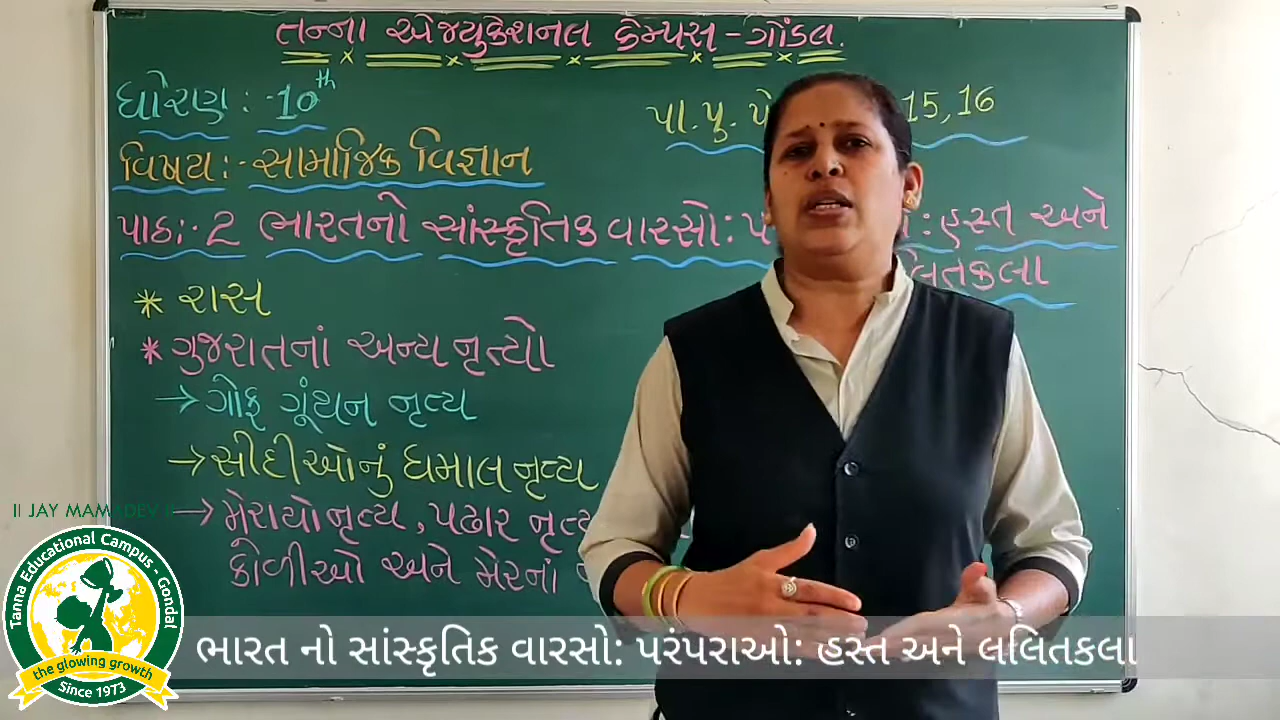 તન્ના એજ્યુકેશનલ કેમ્પસ - ગોંડલ.
ધોરણ : - 10th
પા. પુ. પે 15, 16
વિષય : - સામાજિક વિજ્ઞાન
પાઠ : - 2 ભારતનો સાંસ્કૃતિક વારસો : હસ્ત અને
લિતકલા
* રાસ
* ગુજરાતનાં અન્ય નૃત્યો
→ ગોફ ગૂંથન નૃત્ય
→ સીદીઓનું ધમાલ નૃત્ય
→ મેરાયો નૃત્ય , પઢાર નૃત્ય
કોળીઓ અને મેરનાં
II JAY MAMADEV II
Tanna Educational Campus - Gondal
the glowing growth
Since 1973
ભારત નો સાંસ્કૃતિક વારસો: પરંપરાઓ: હસ્ત અને લલિતકલા